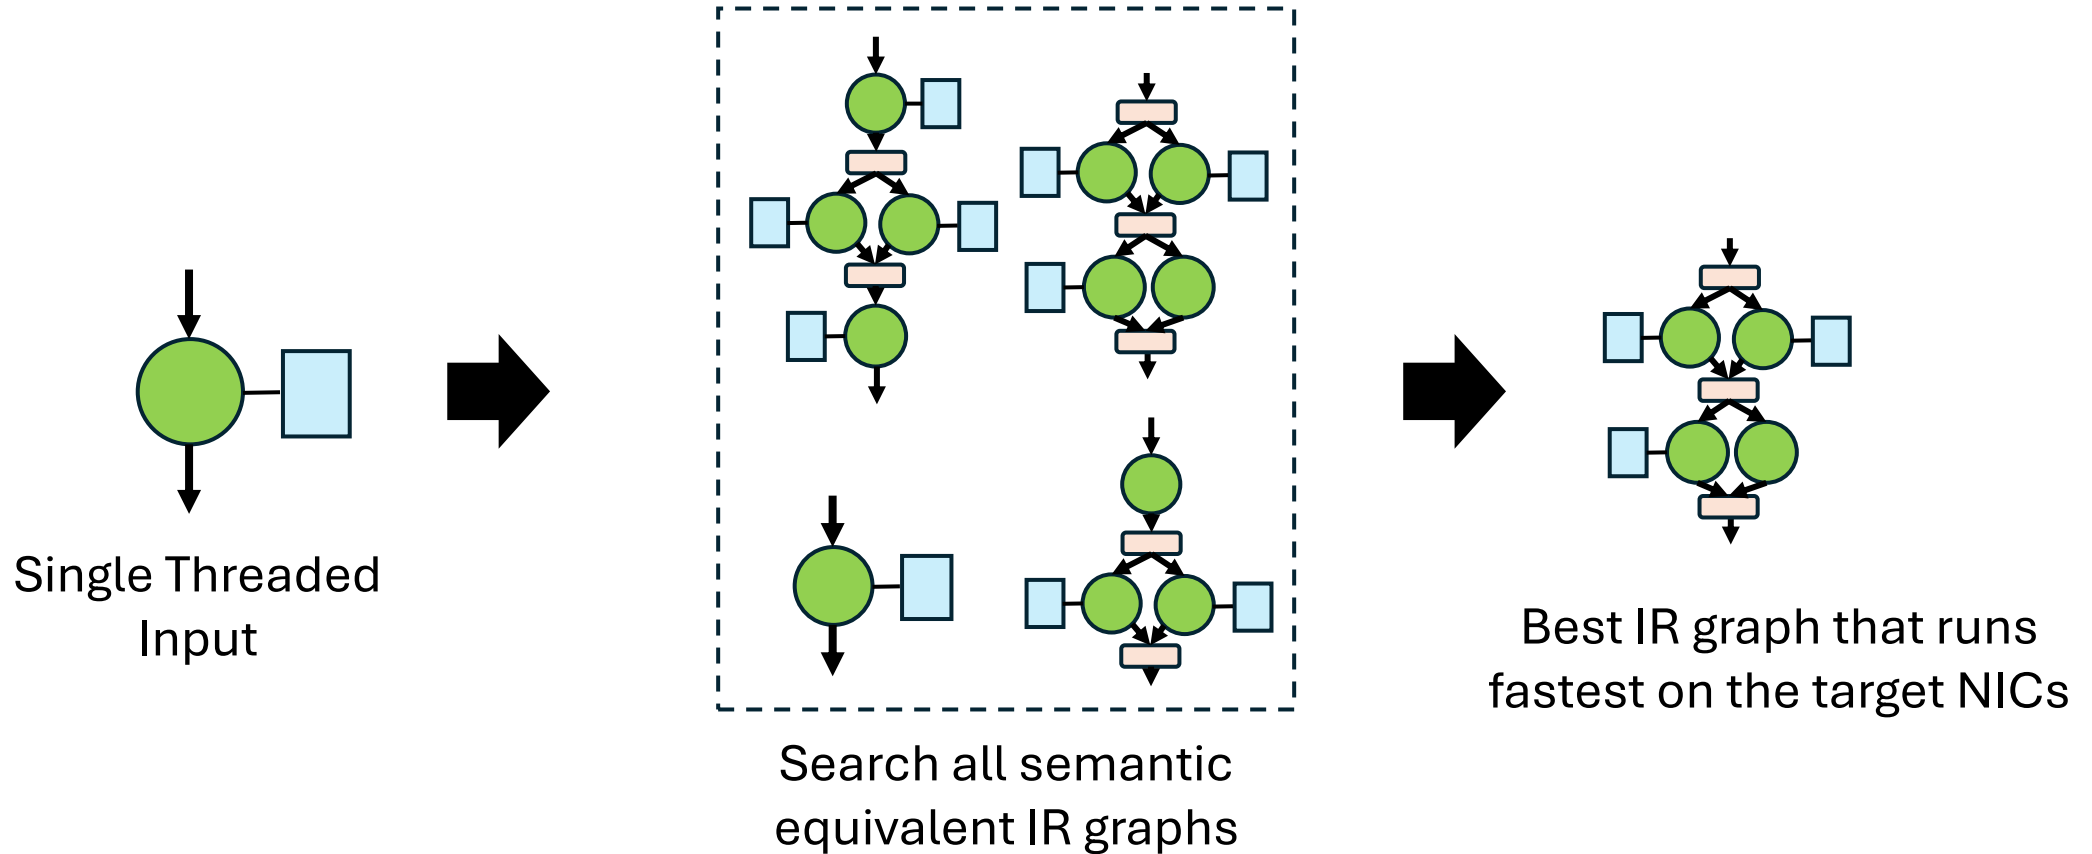 Single Threaded
Input
Search all semantic
equivalent IR graphs
Best IR graph that runs
fastest on the target NICs